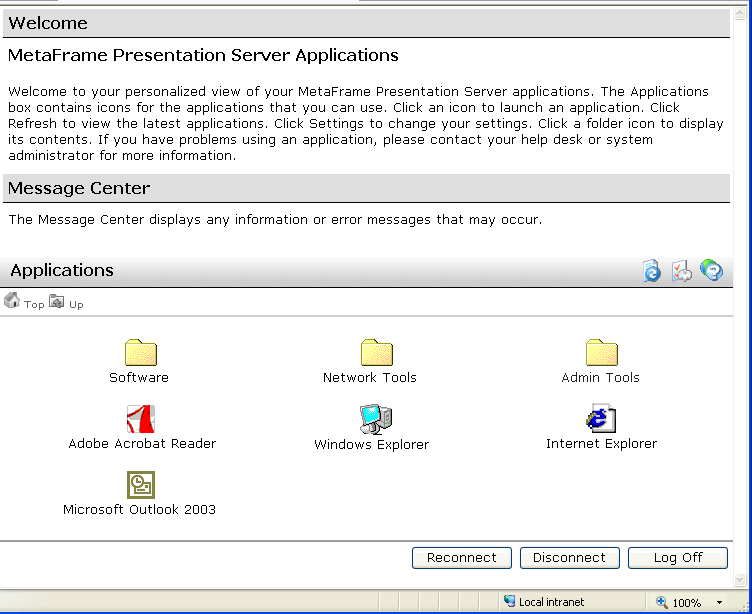 Welcome
MetaFrame Presentation Server Applications
Welcome to your personalized view of your MetaFrame Presentation Server applications. The Applications
box contains icons for the applications that you can use. Click an icon to launch an application. Click
Refresh to view the latest applications. Click Settings to change your settings. Click a folder icon to display
its contents. If you have problems using an application, please contact your help desk or system
administrator for more information.
Message Center
The Message Center displays any information or error messages that may occur.
Applications
Top Up
Software Network Tools Admin Tools
Adobe Acrobat Reader Windows Explorer Internet Explorer
Microsoft Outlook 2003
Reconnect Disconnect Log Off
Local intranet 100%